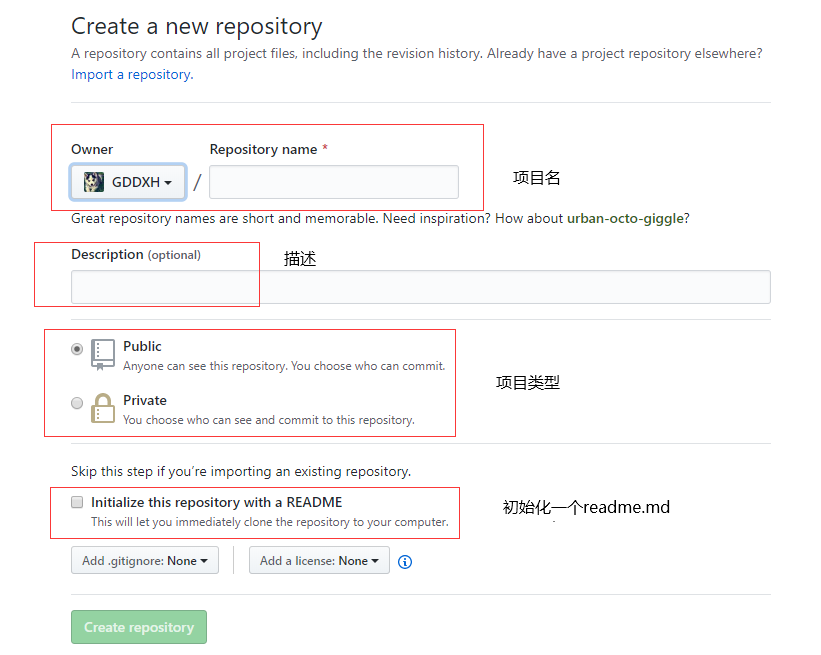 Create a new repository
A repository contains all project files, including the revision history. Already have a project repository elsewhere?
Import a repository.
Owner
Repository name *
GDDXH
/
项目名
Great repository names are short and memorable. Need inspiration? How about urban-octo-giggle?
Description (optional)
描述
Public
Anyone can see this repository. You choose who can commit.
项目类型
Private
You choose who can see and commit to this repository.
Skip this step if you’re importing an existing repository.
Initialize this repository with a README
This will let you immediately clone the repository to your computer.
初始化一个readme.md
Add .gitignore: None
Add a license: None
Create repository